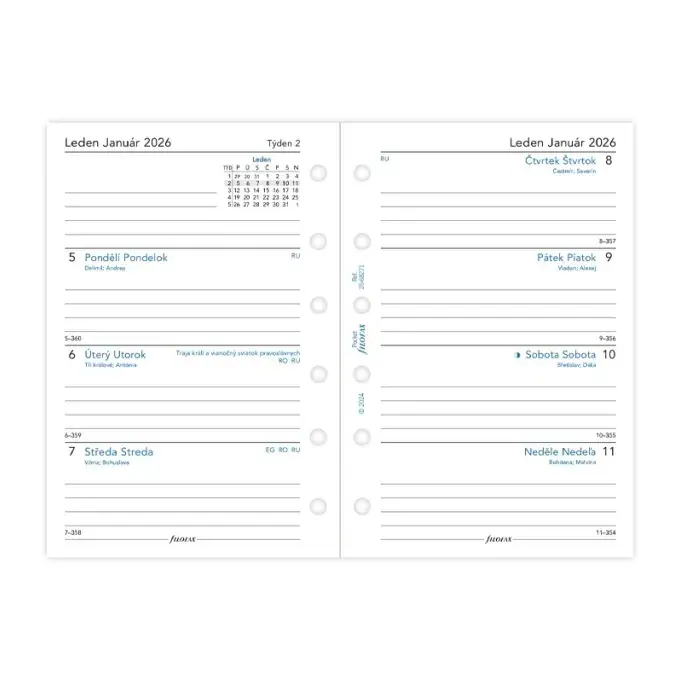 Leden Január 2026
Týden 2
Leden
TÝD P Ú S Č P S N
1 29 30 31 1 2 3 4
2 5 6 7 8 9 10 11
3 12 13 14 15 16 17 18
4 19 20 21 22 23 24 25
5 26 27 28 29 30 31 1
5 Pondělí Pondelok
RU
Dalimil; Andrea
5–360
6 Úterý Utorok
Traja králi a vianočný sviatok pravoslávnych
Tři králové; Antónia
RO RU
6–359
7 Středa Streda
EG RO RU
Vilma; Bohuslava
7–358
filofax
Leden Január 2026
RU
Čtvrtek Štvrtok 8
Čestmír; Severín
8–357
Pátek Piatok 9
Vladan; Alexej
9–356
Sobota Sobota 10
Břetislav; Dáša
10–355
Neděle Nedeľa 11
Bohdana; Malvína
11–354
filofax
Ref.
Pocket
filofax
© 2024